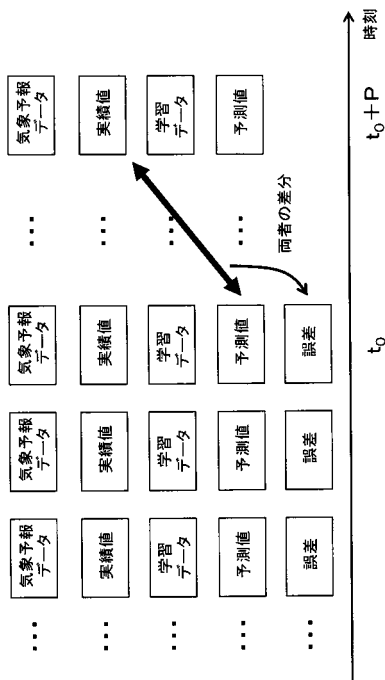 ・・・
気象予報
データ
気象予報
データ
気象予報
データ
・・・
気象予報
データ
・・・
実績値
実績値
実績値
・・・
実績値
・・・
学習
データ
学習
データ
学習
データ
・・・
学習
データ
・・・
予測値
予測値
予測値
・・・
予測値
・・・
誤差
誤差
誤差
両者の差分
t₀
t₀＋P
時刻